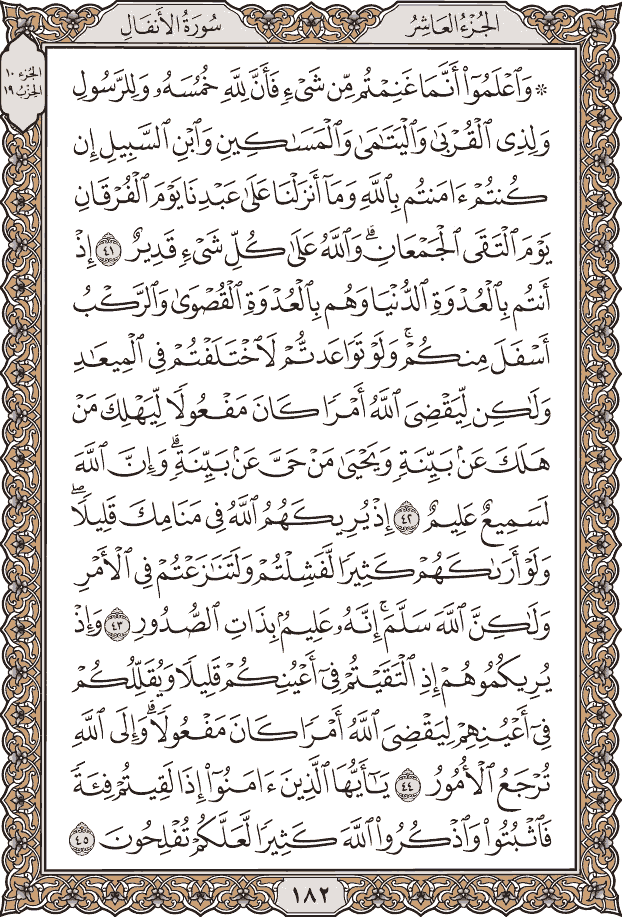 الجُزْءُ العَاشِرُ
سُورَةُ الأَنفَالِ
الجُزء ١٠
الحِزْبُ ١٩
۞ وَٱعۡلَمُوٓاْ أَنَّمَا غَنِمۡتُم مِّن شَيۡءٖ فَأَنَّ لِلَّهِ خُمُسَهُۥ وَلِلرَّسُولِ
وَلِذِي ٱلۡقُرۡبَىٰ وَٱلۡيَتَٰمَىٰ وَٱلۡمَسَٰكِينِ وَٱبۡنِ ٱلسَّبِيلِ إِن
كُنتُمۡ ءَامَنتُم بِٱللَّهِ وَمَآ أَنزَلۡنَا عَلَىٰ عَبۡدِنَا يَوۡمَ ٱلۡفُرۡقَانِ
يَوۡمَ ٱلۡتَقَى ٱلۡجَمۡعَانِۗ وَٱللَّهُ عَلَىٰ كُلِّ شَيۡءٖ قَدِيرٌ ٤١ إِذۡ
أَنتُم بِٱلۡعُدۡوَةِ ٱلدُّنۡيَا وَهُم بِٱلۡعُدۡوَةِ ٱلۡقُصۡوَىٰ وَٱلرَّكۡبُ
أَسۡفَلَ مِنكُمۡۚ وَلَوۡ تَوَاعَدتُّمۡ لَٱخۡتَلَفۡتُمۡ فِي ٱلۡمِيعَٰدِ
وَلَٰكِن لِّيَقۡضِيَ ٱللَّهُ أَمۡرٗا كَانَ مَفۡعُولٗا لِّيَهۡلِكَ مَنۡ
هَلَكَ عَنۢ بَيِّنَةٖ وَيَحۡيَىٰ مَنۡ حَيَّ عَنۢ بَيِّنَةٖۗ وَإِنَّ ٱللَّهَ
لَسَمِيعٌ عَلِيمٌ ٤٢ إِذۡ يُرِيكَهُمُ ٱللَّهُ فِي مَنَامِكَ قَلِيلٗاۖ
وَلَوۡ أَرَىٰكَهُمۡ كَثِيرٗا لَّفَشِلۡتُمۡ وَلَتَنَٰزَعۡتُمۡ فِي ٱلۡأَمۡرِ
وَلَٰكِنَّ ٱللَّهَ سَلَّمَۚ إِنَّهُۥ عَلِيمُۢ بِذَاتِ ٱلصُّدُورِ ٤٣ وَإِذۡ
يُرِيكُمُوهُمۡ إِذِ ٱلۡتَقَيۡتُمۡ فِيٓ أَعۡيُنِكُمۡ قَلِيلٗا وَيُقَلِّلُكُمۡ
فِيٓ أَعۡيُنِهِمۡ لِيَقۡضِيَ ٱللَّهُ أَمۡرٗا كَانَ مَفۡعُولٗاۗ وَإِلَى ٱللَّهِ
تُرۡجَعُ ٱلۡأُمُورُ ٤٤ يَٰٓأَيُّهَا ٱلَّذِينَ ءَامَنُوٓاْ إِذَا لَقِيتُمۡ فِئَةٗ
فَٱثۡبُتُواْ وَٱذۡكُرُواْ ٱللَّهَ كَثِيرٗا لَّعَلَّكُمۡ تُفۡلِحُونَ ٤٥
١٨٢